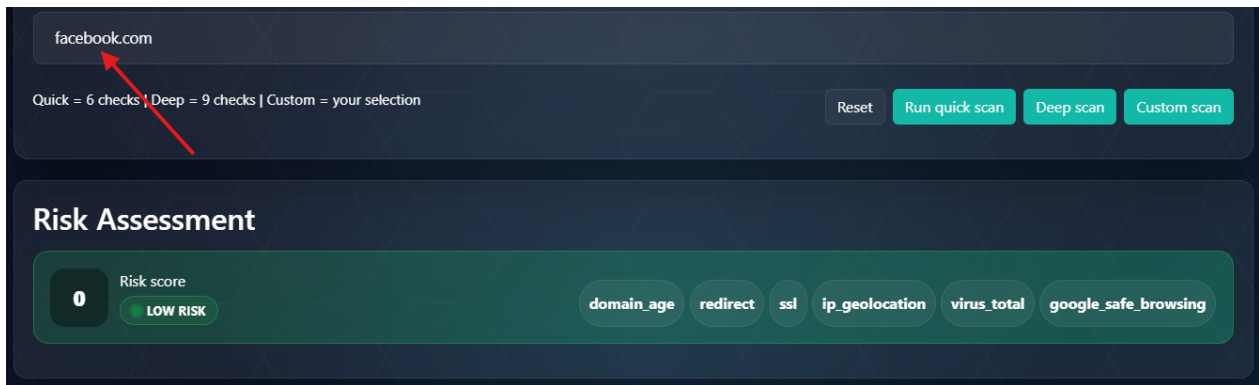 facebook.com
Quick = 6 checks | Deep = 9 checks | Custom = your selection
Reset Run quick scan Deep scan Custom scan
Risk Assessment
0 Risk score
LOW RISK
domain_age redirect ssl ip_geolocation virus_total google_safe_browsing